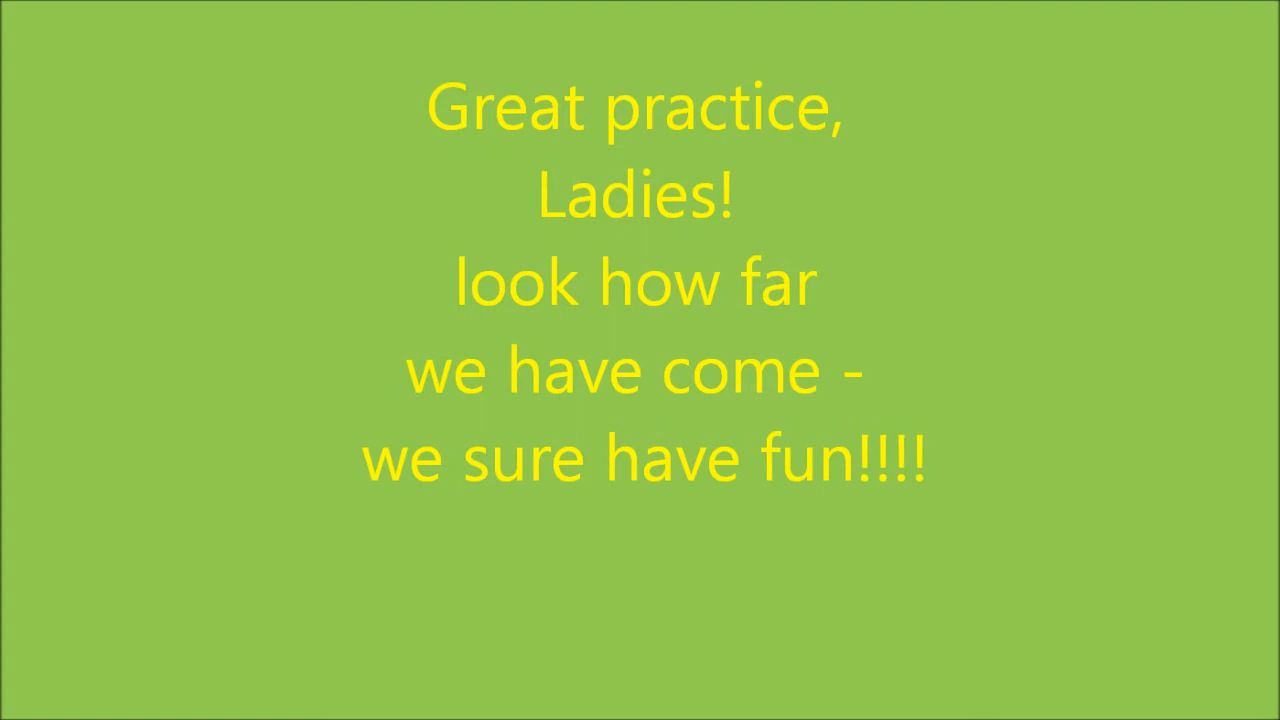 Great practice,
Ladies!
look how far
we have come -
we sure have fun!!!!